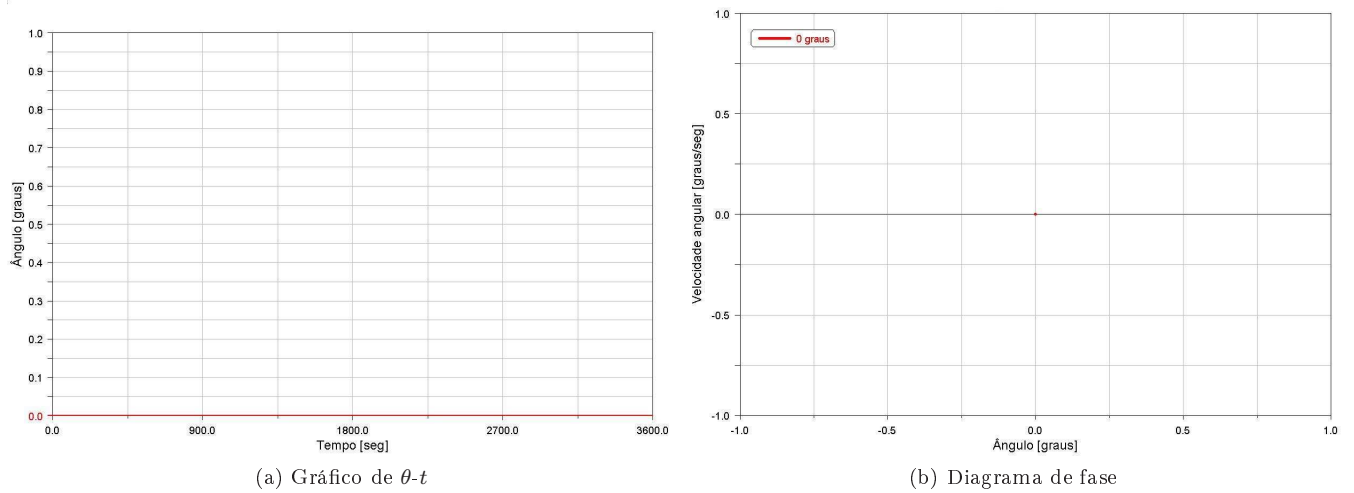 1.0
0.9
0.8
0.7
0.6
0.5
0.4
0.3
0.2
0.1
0.0
Ângulo [graus]
0.0 900.0 1800.0 2700.0 3600.0
Tempo [seg]
(a) Gráfico de θ-t
0 graus
1.0
0.5
0.0
-0.5
-1.0
Velocidade angular [graus/seg]
-1.0 -0.5 0.0 0.5 1.0
Ângulo [graus]
(b) Diagrama de fase